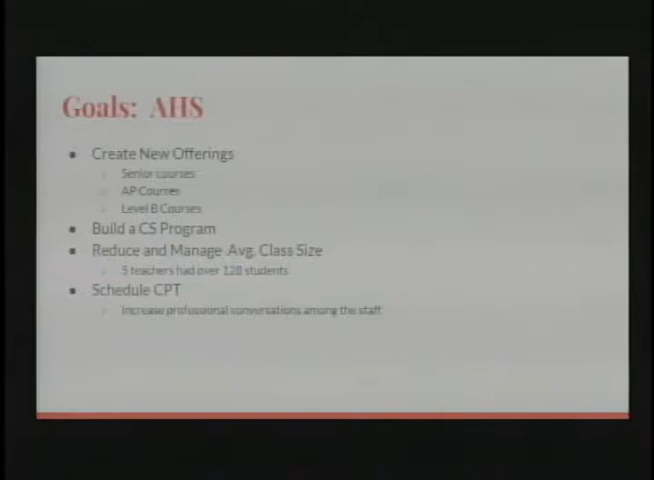 Goals: AHS
Create New Offerings
Senior courses
AP Courses
Level B Courses
Build a CS Program
Reduce and Manage Avg. Class Size
5 teachers had over 120 students
Schedule CPT
Increase professional conversations among the staff